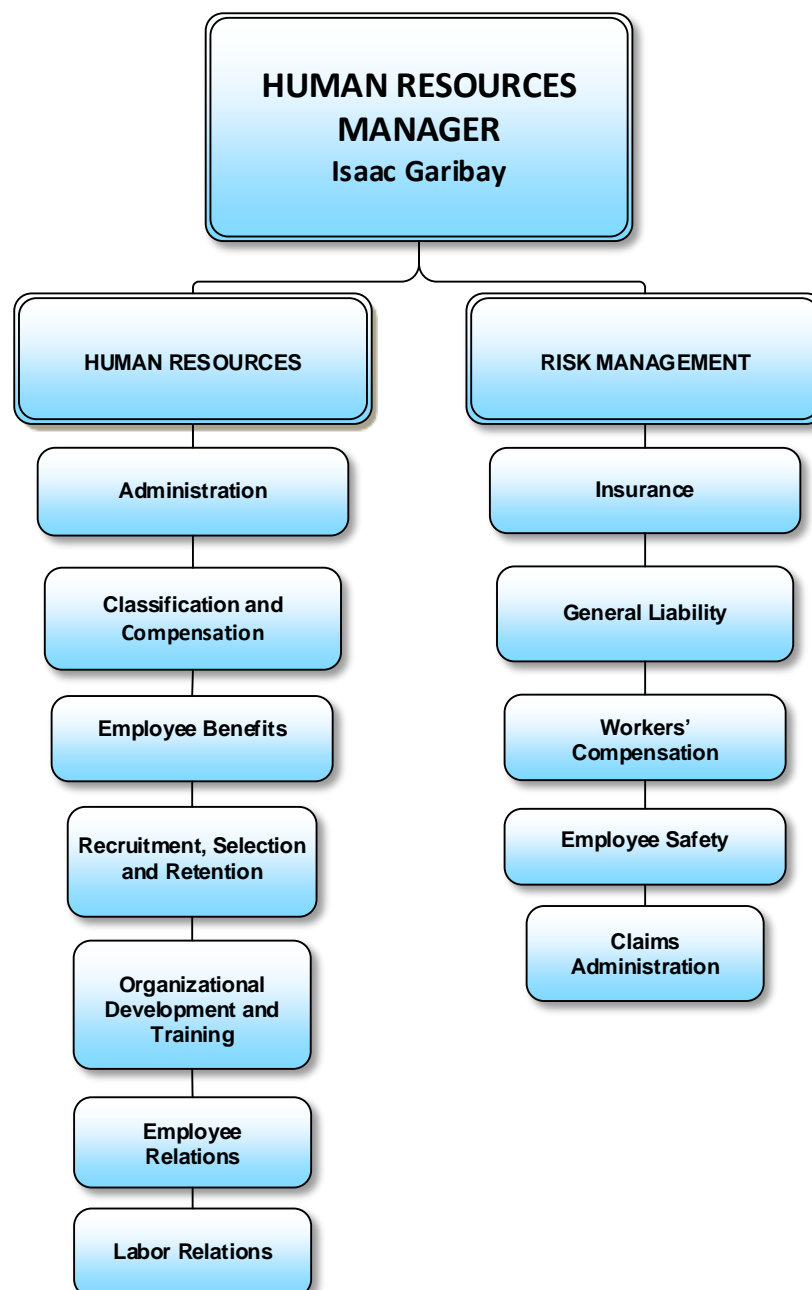 HUMAN RESOURCES
MANAGER
Isaac Garibay
HUMAN RESOURCES
Administration
Classification and
Compensation
Employee Benefits
Recruitment, Selection
and Retention
Organizational
Development and
Training
Employee
Relations
Labor Relations
RISK MANAGEMENT
Insurance
General Liability
Workers’
Compensation
Employee Safety
Claims
Administration